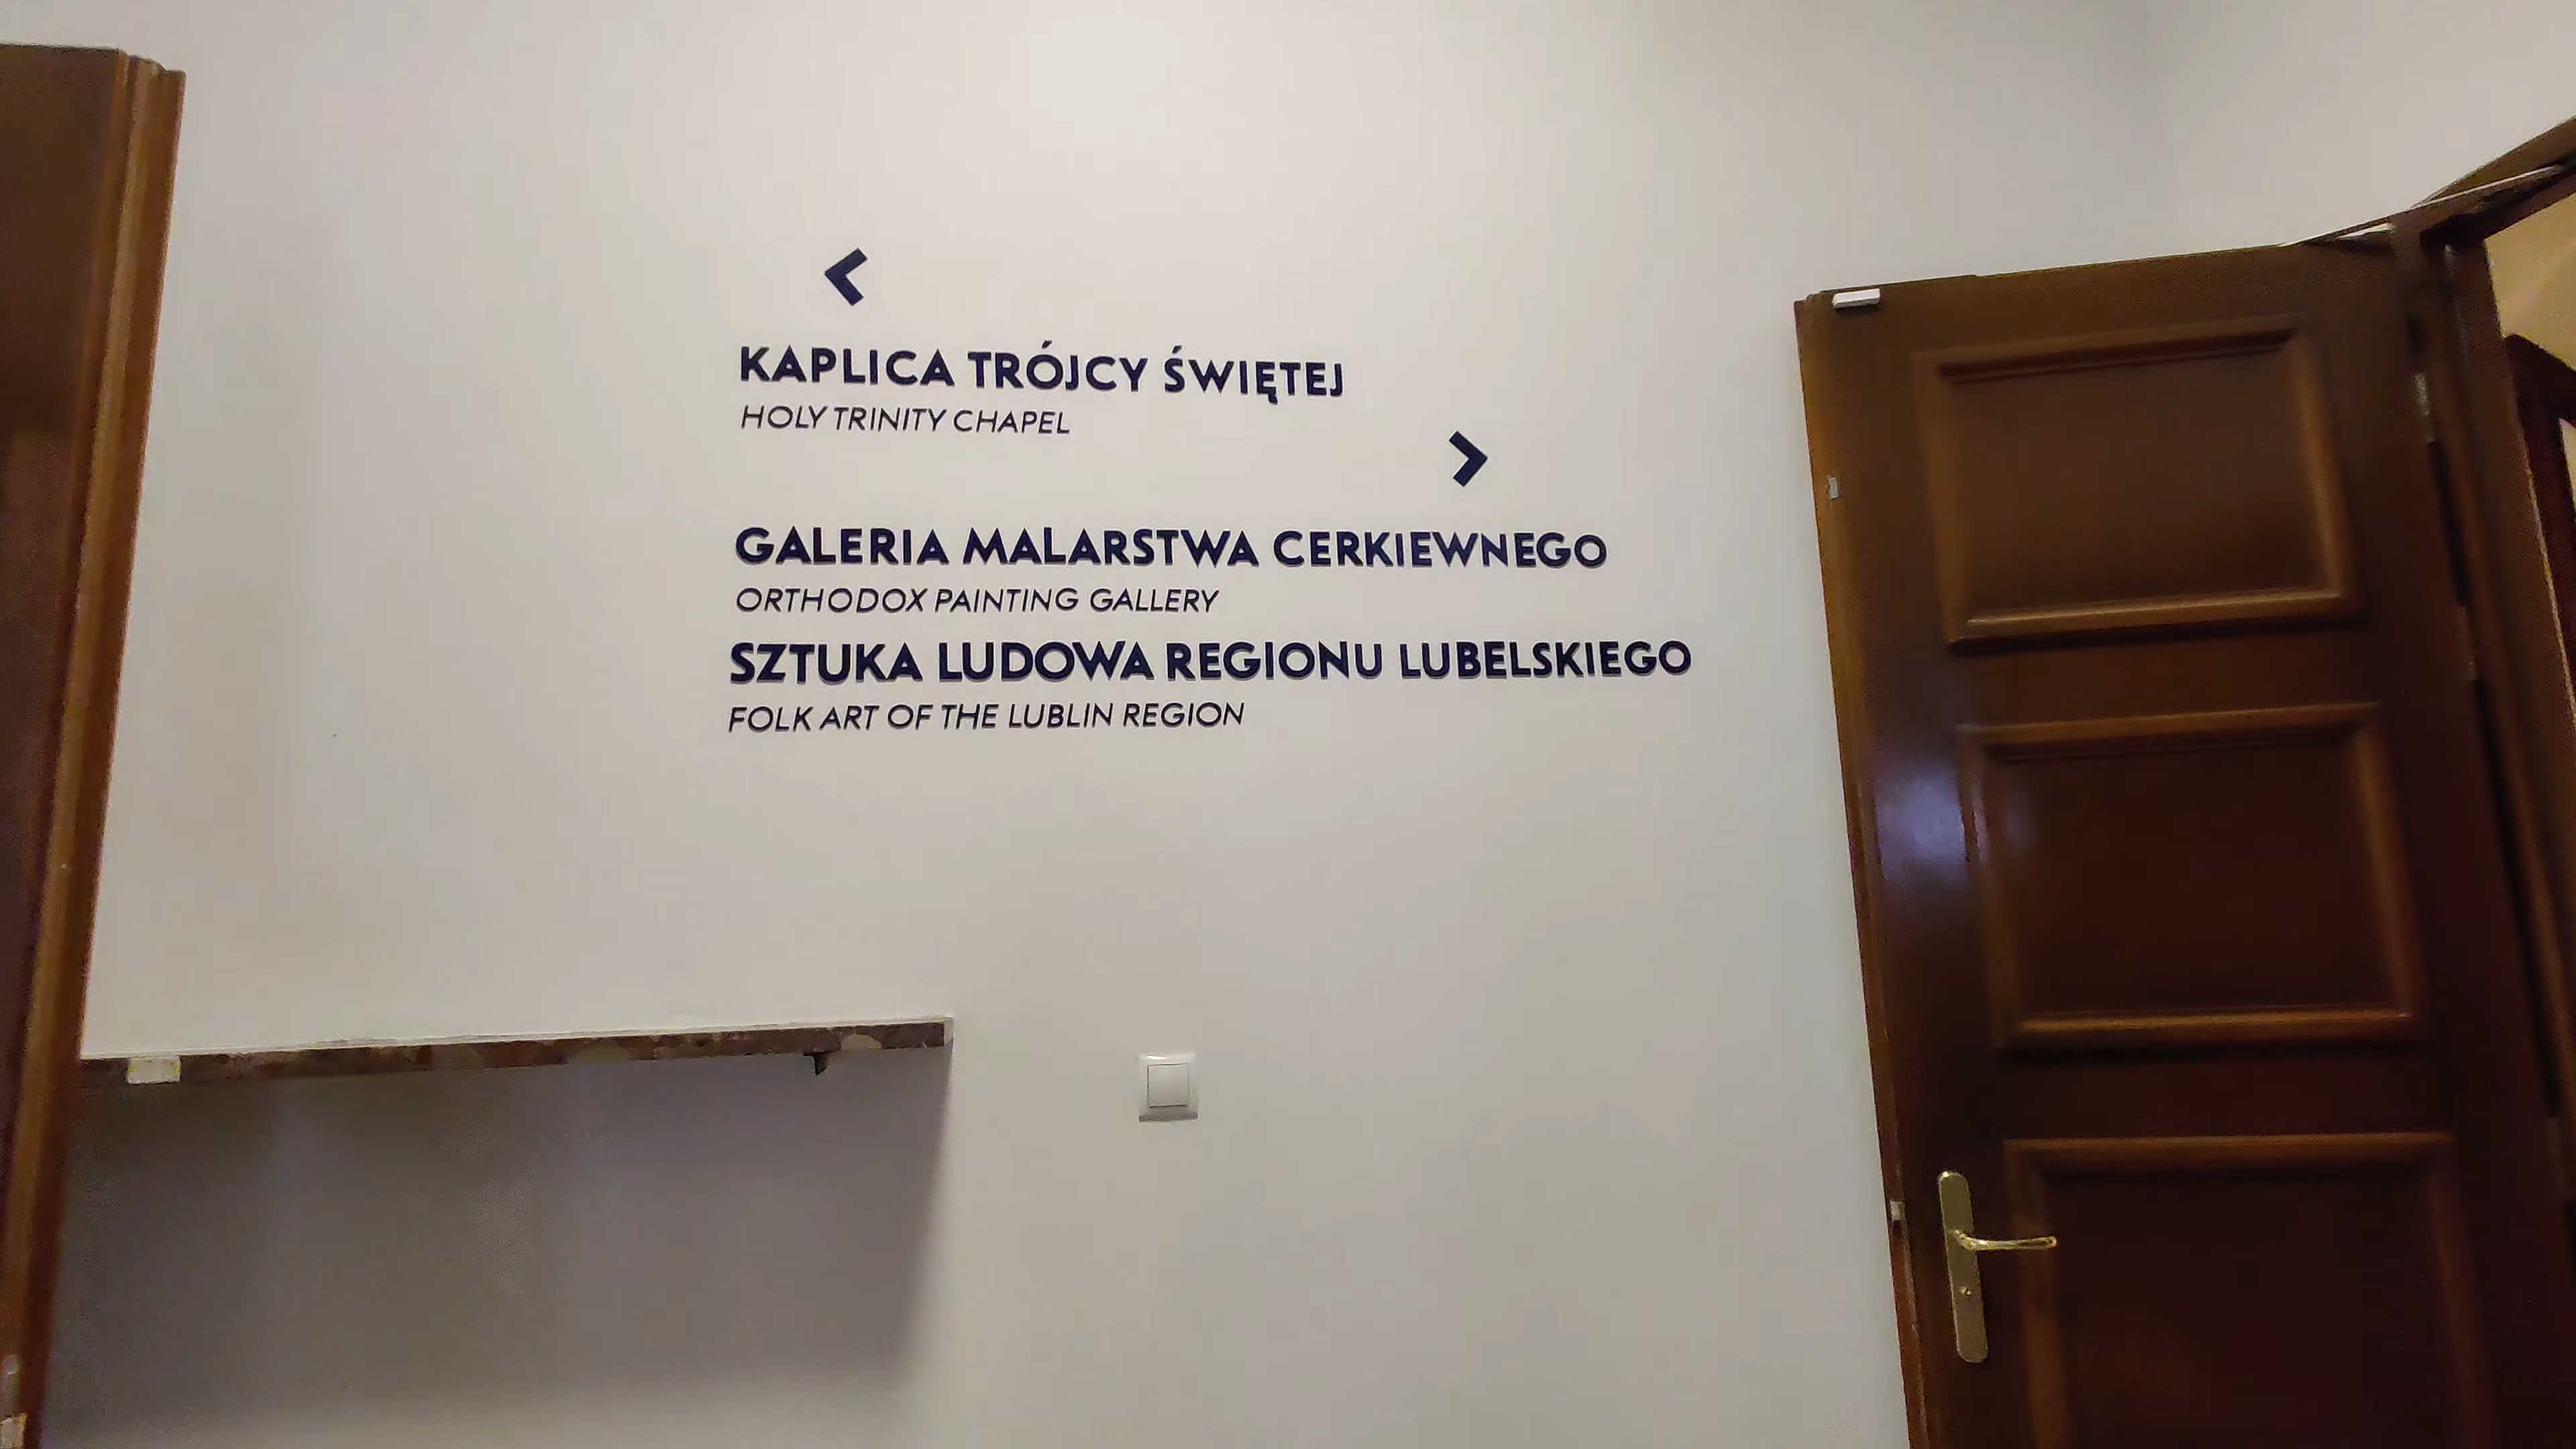 <
KAPLICA TRÓJCY ŚWIĘTEJ
HOLY TRINITY CHAPEL
>
GALERIA MALARSTWA CERKIEWNEGO
ORTHODOX PAINTING GALLERY
SZTUKA LUDOWA REGIONU LUBELSKIEGO
FOLK ART OF THE LUBLIN REGION